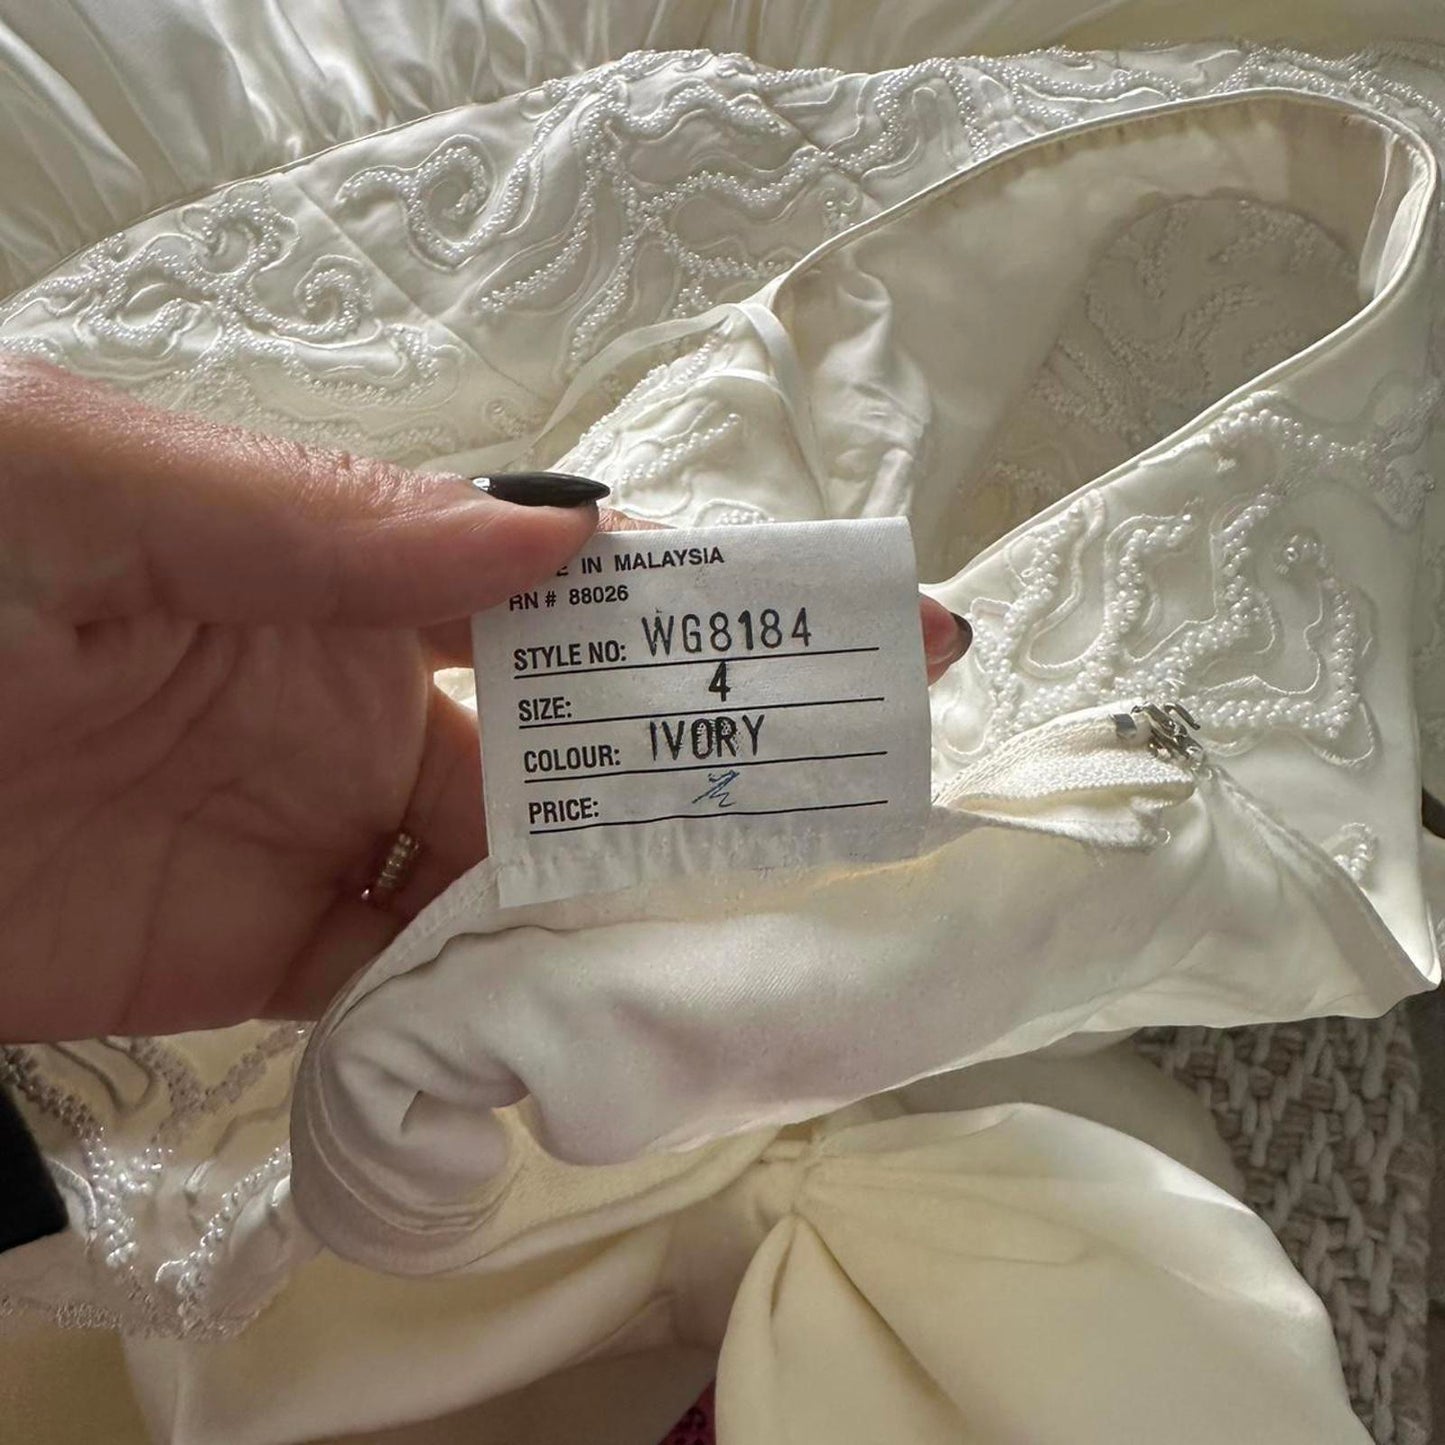 E IN MALAYSIA
RN # 88026
STYLE NO: WG8184
SIZE: 4
COLOUR: IVORY
PRICE: